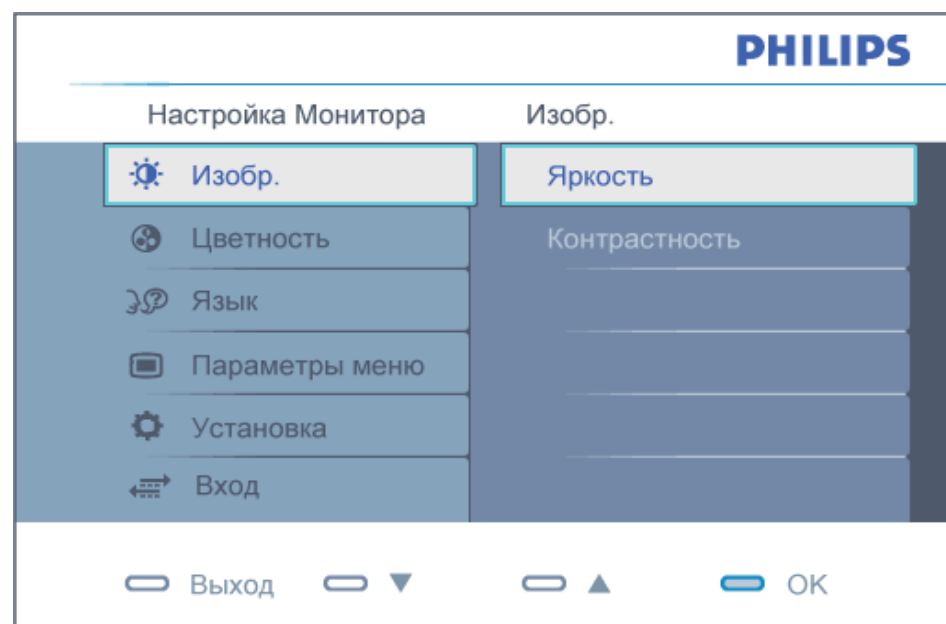 PHILIPS
Настройка Монитора Изобр.
Изобр. Яркость
Цветность Контрастность
Язык
Параметры меню
Установка
Вход
Выход ▼ ▲ OK